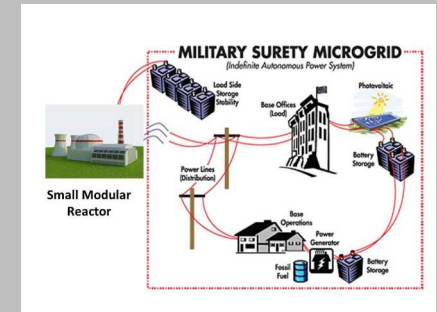 MILITARY SURETY MICROGRID
(Indefinite Autonomous Power System)
Load Side
Storage
Stability
Base Offices
(Load)
Photovoltaic
Battery
Storage
Power Lines
(Distribution)
Small Modular
Reactor
Base
Operations
Power
Generator
Fossil
Fuel
Battery
Storage